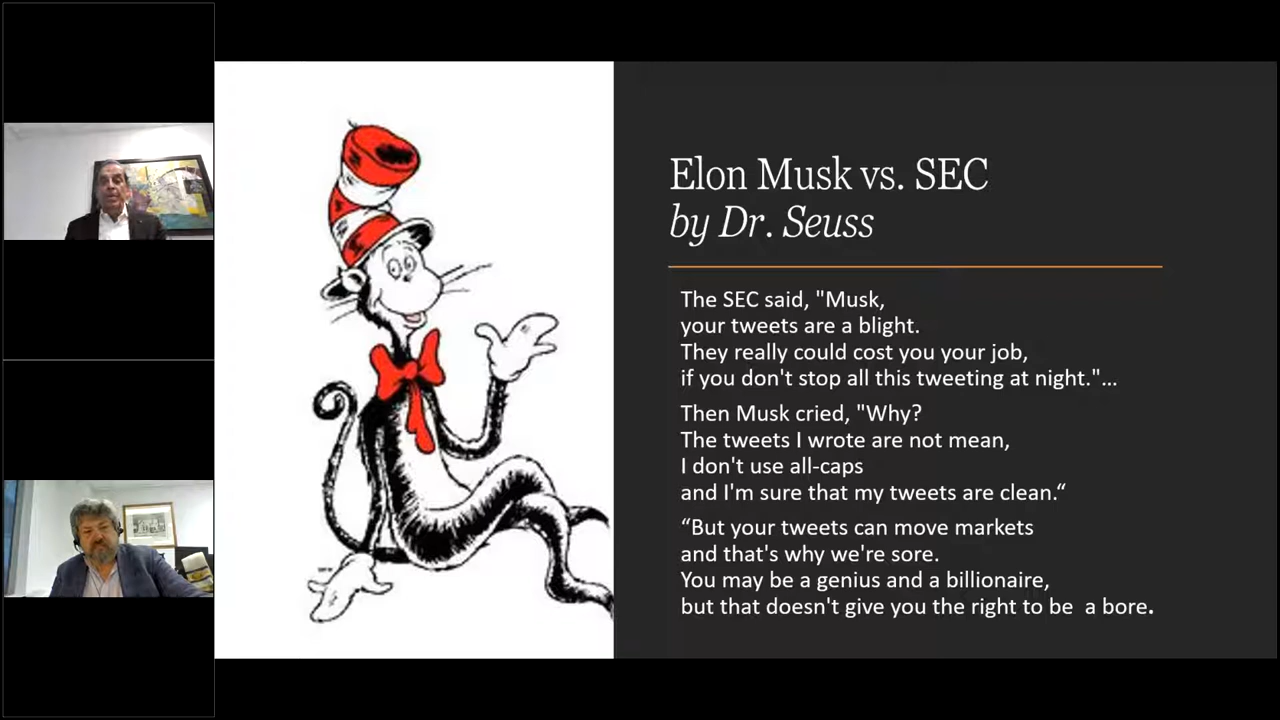 Elon Musk vs. SEC
by Dr. Seuss
The SEC said, "Musk,
your tweets are a blight.
They really could cost you your job,
if you don't stop all this tweeting at night."...
Then Musk cried, "Why?
The tweets I wrote are not mean,
I don't use all-caps
and I'm sure that my tweets are clean.“
“But your tweets can move markets
and that's why we're sore.
You may be a genius and a billionaire,
but that doesn't give you the right to be  a bore.